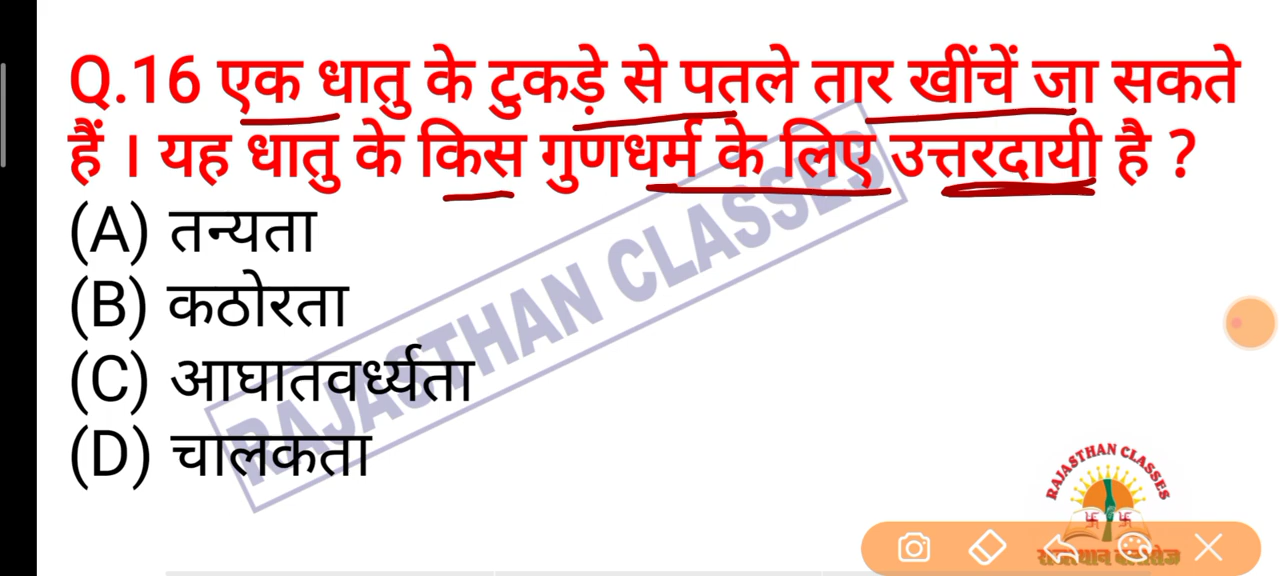 Q.16 एक धातु के टुकड़े से पतले तार खींचें जा सकते
हैं । यह धातु के किस गुणधर्म के लिए उत्तरदायी है ?
(A) तन्यता
(B) कठोरता
(C) आघातवर्ध्यता
(D) चालकता
RAJASTHAN CLASSES
RAJASTHAN CLASSES
राजस्थान क्लासेज